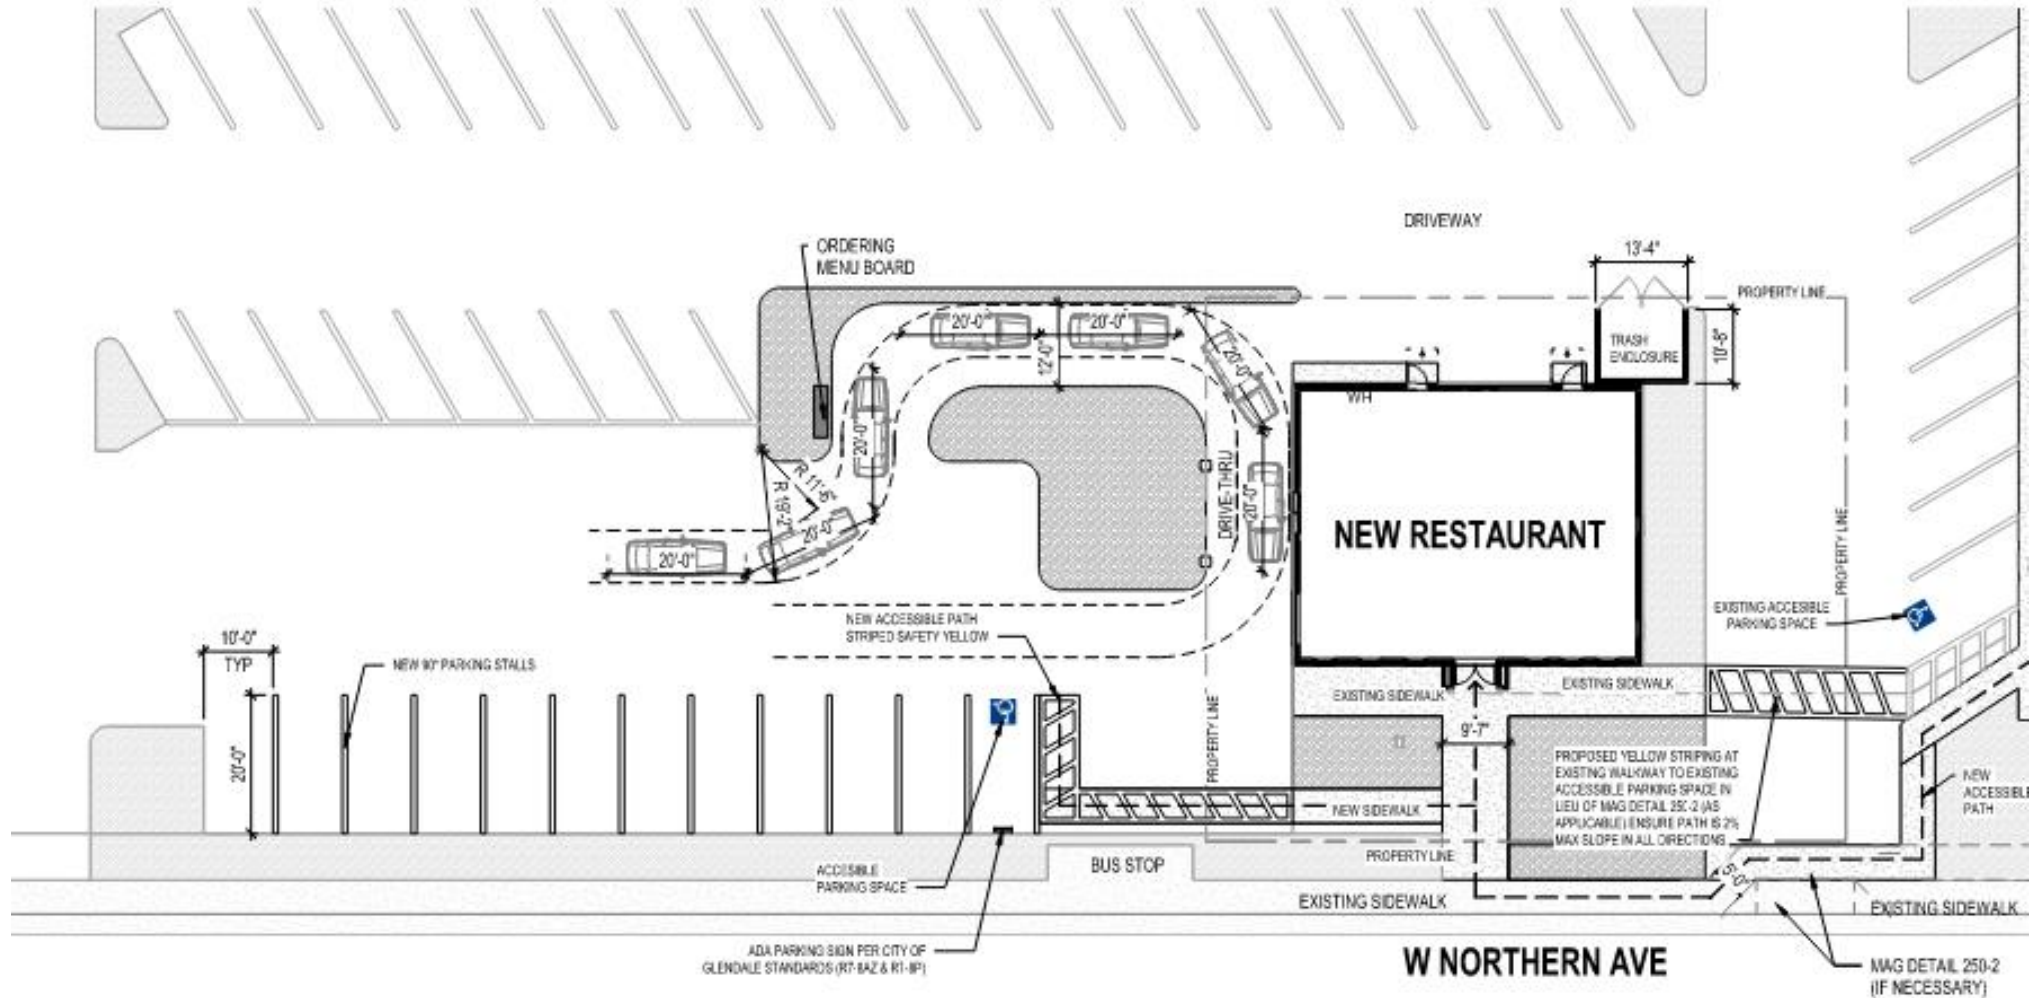 DRIVEWAY
ORDERING
MENU BOARD
13'-4"
PROPERTY LINE
20'-0"
20'-0"
12'-0"
20'-0"
TRASH
ENCLOSURE
10'-8"
WH
20'-0"
R 11'-6"
R 19'-2"
20'-0"
20'-0"
DRIVE-THRU
20'-0"
NEW RESTAURANT
PROPERTY LINE
EXISTING ACCESIBLE
PARKING SPACE
NEW ACCESSIBLE PATH
STRIPED SAFETY YELLOW
10'-0"
TYP
NEW 90° PARKING STALLS
20'-0"
EXISTING SIDEWALK
EXISTING SIDEWALK
PROPERTY LINE
9'-7"
PROPOSED YELLOW STRIPING AT
EXISTING WALKWAY TO EXISTING
ACCESSIBLE PARKING SPACE IN
LIEU OF MAG DETAIL 250-2 (AS
APPLICABLE) ENSURE PATH IS 2%
MAX SLOPE IN ALL DIRECTIONS
NEW
ACCESSIBLE
PATH
NEW SIDEWALK
PROPERTY LINE
BUS STOP
ACCESIBLE
PARKING SPACE
5'-0"
EXISTING SIDEWALK
EXISTING SIDEWALK
ADA PARKING SIGN PER CITY OF
GLENDALE STANDARDS (R7-8AZ & R7-8P)
W NORTHERN AVE
MAG DETAIL 250-2
(IF NECESSARY)